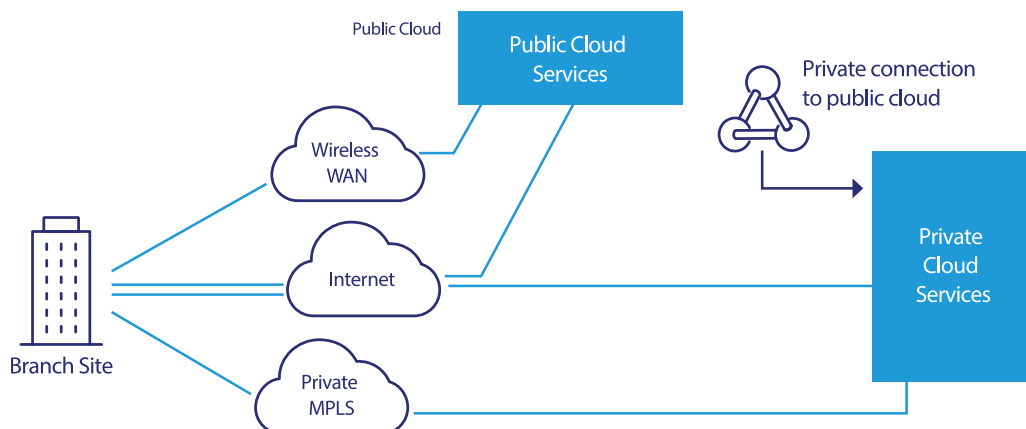 Public Cloud
Public Cloud
Services
Private connection
to public cloud
Wireless
WAN
Internet
Private
Cloud
Services
Branch Site
Private
MPLS